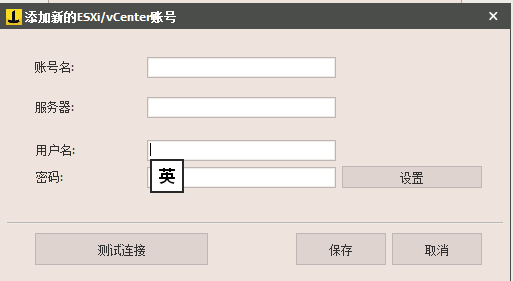 添加新的ESXi/vCenter账号
账号名:
服务器:
用户名:
密码:
英
设置
测试连接
保存
取消